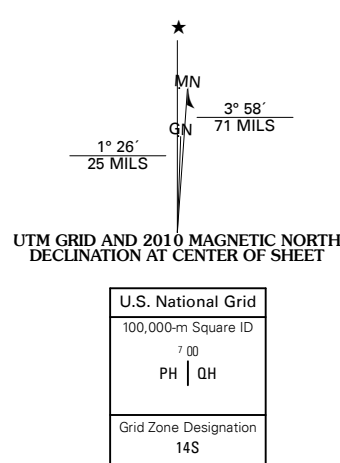 ★
MN
3° 58´
71 MILS
GN
1° 26´
25 MILS
UTM GRID AND 2010 MAGNETIC NORTH
DECLINATION AT CENTER OF SHEET
U.S. National Grid
100,000-m Square ID
7 00
PH QH
Grid Zone Designation
14S